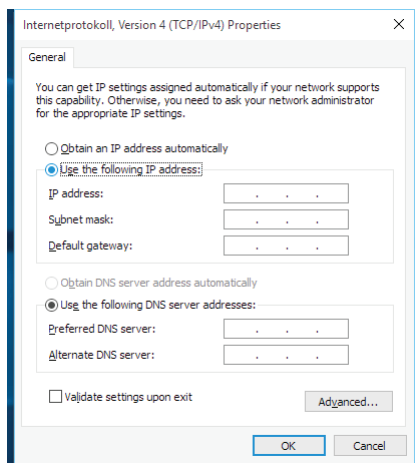 Internetprotokoll, Version 4 (TCP/IPv4) Properties
General
You can get IP settings assigned automatically if your network supports
this capability. Otherwise, you need to ask your network administrator
for the appropriate IP settings.
Obtain an IP address automatically
Use the following IP address:
IP address:
Subnet mask:
Default gateway:
Obtain DNS server address automatically
Use the following DNS server addresses:
Preferred DNS server:
Alternate DNS server:
Validate settings upon exit
Advanced...
OK Cancel